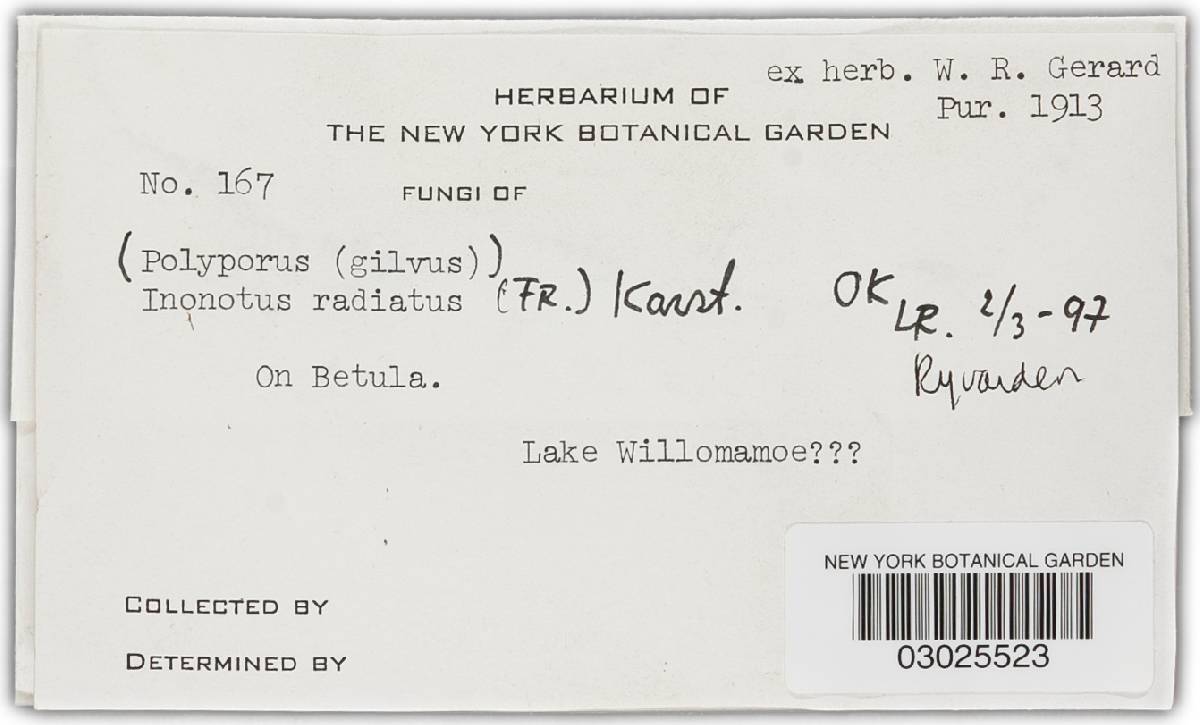 ex herb. W. R. Gerard
Pur. 1913
HERBARIUM OF
THE NEW YORK BOTANICAL GARDEN
No. 167
FUNGI OF
(Polyporus (gilvus))
Inonotus radiatus (FR.) Karst.
OK LR. 2/3-97
Ryvarden
On Betula.
Lake Willomamoe???
NEW YORK BOTANICAL GARDEN
03025523
COLLECTED BY
DETERMINED BY